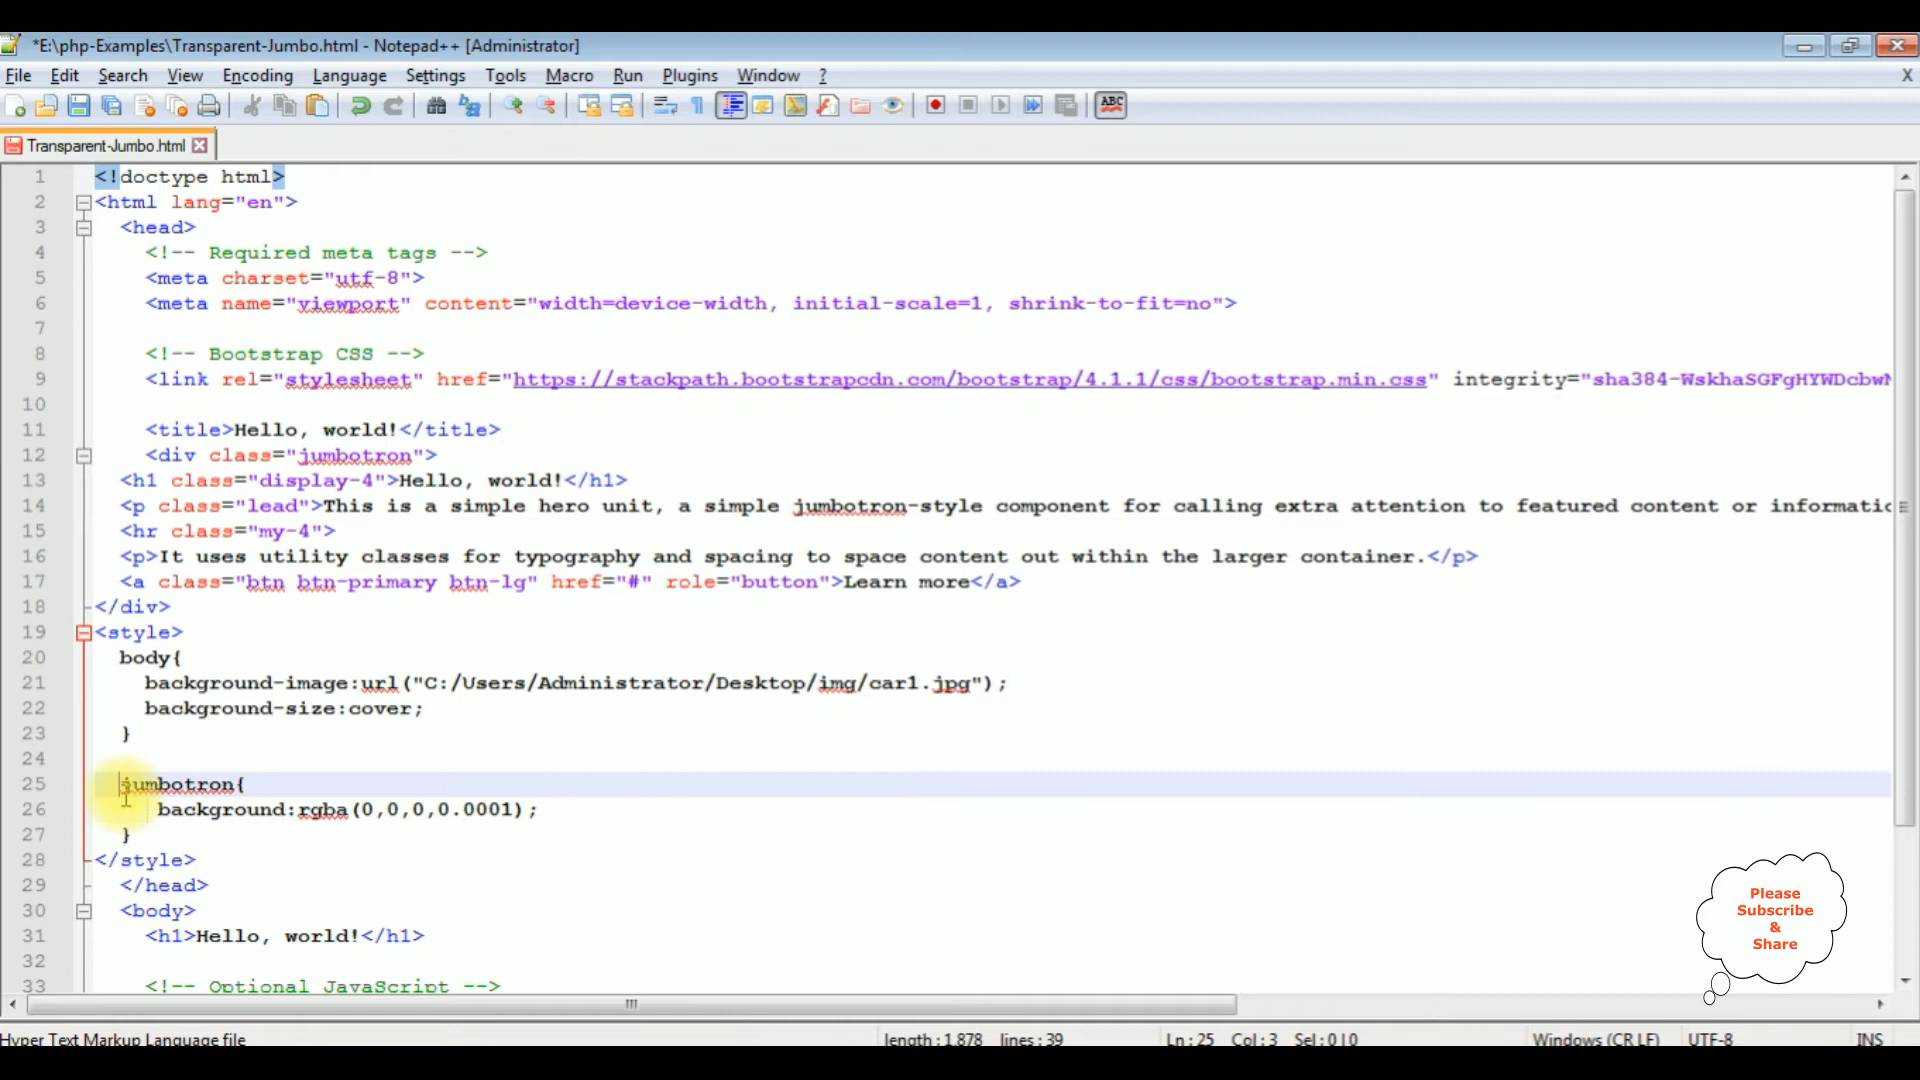 *E:\php-Examples\Transparent-Jumbo.html - Notepad++ [Administrator]
File Edit Search View Encoding Language Settings Tools Macro Run Plugins Window ? X
ABC
Transparent-Jumbo.html
1 <!doctype html>
2 <html lang="en">
3 <head>
4 <!-- Required meta tags -->
5 <meta charset="utf-8">
6 <meta name="viewport" content="width=device-width, initial-scale=1, shrink-to-fit=no">
7
8 <!-- Bootstrap CSS -->
9 <link rel="stylesheet" href="https://stackpath.bootstrapcdn.com/bootstrap/4.1.1/css/bootstrap.min.css" integrity="sha384-WskhaSGFgHYWDcbwN
10
11 <title>Hello, world!</title>
12 <div class="jumbotron">
13 <h1 class="display-4">Hello, world!</h1>
14 <p class="lead">This is a simple hero unit, a simple jumbotron-style component for calling extra attention to featured content or informatio
15 <hr class="my-4">
16 <p>It uses utility classes for typography and spacing to space content out within the larger container.</p>
17 <a class="btn btn-primary btn-lg" href="#" role="button">Learn more</a>
18 </div>
19 <style>
20 body{
21 background-image:url("C:/Users/Administrator/Desktop/img/car1.jpg");
22 background-size:cover;
23 }
24
25 jumbotron{
26 background:rgba(0,0,0,0.0001);
27 }
28 </style>
29 </head>
30 <body>
31 <h1>Hello, world!</h1>
32
33 <!-- Optional JavaScript -->
Please
Subscribe
&
Share
Hyper Text Markup Language file length : 1,878 lines : 39 Ln : 25 Col : 3 Sel : 0 | 0 Windows (CR LF) UTF-8 INS